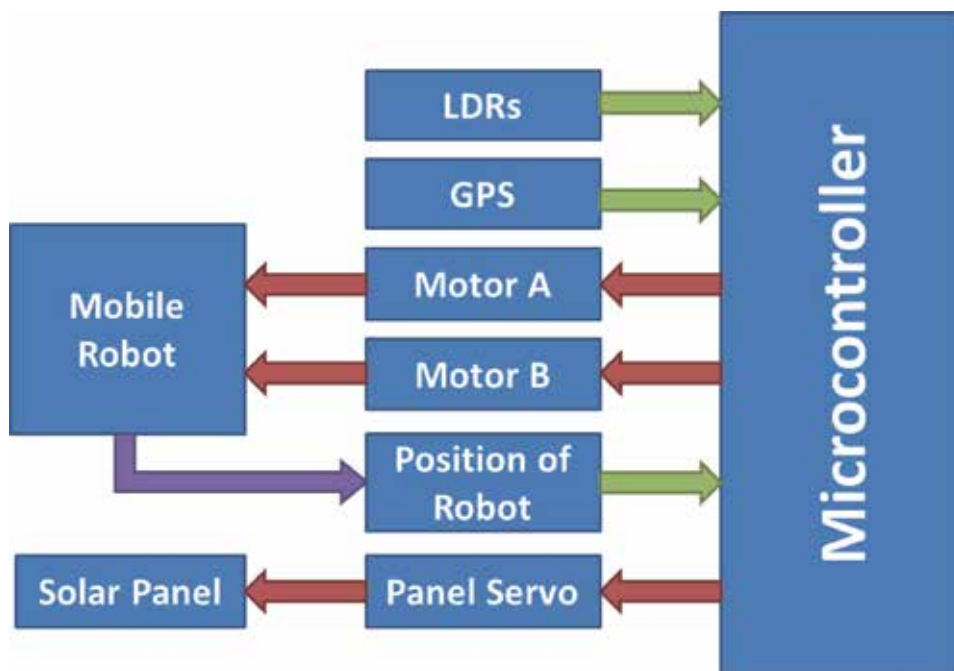 LDRs
GPS
Mobile
Robot
Motor A
Motor B
Position of
Robot
Solar Panel
Panel Servo
Microcontroller